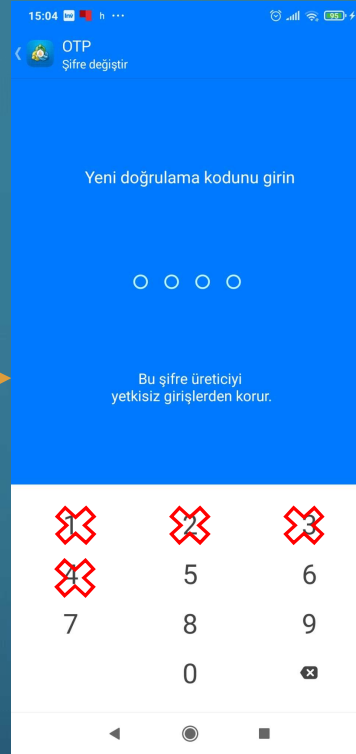 15:04 h ... 95
OTP
Şifre değiştir
Yeni doğrulama kodunu girin
Bu şifre üreticiyi
yetkisiz girişlerden korur.
1 2 3
4 5 6
7 8 9
0